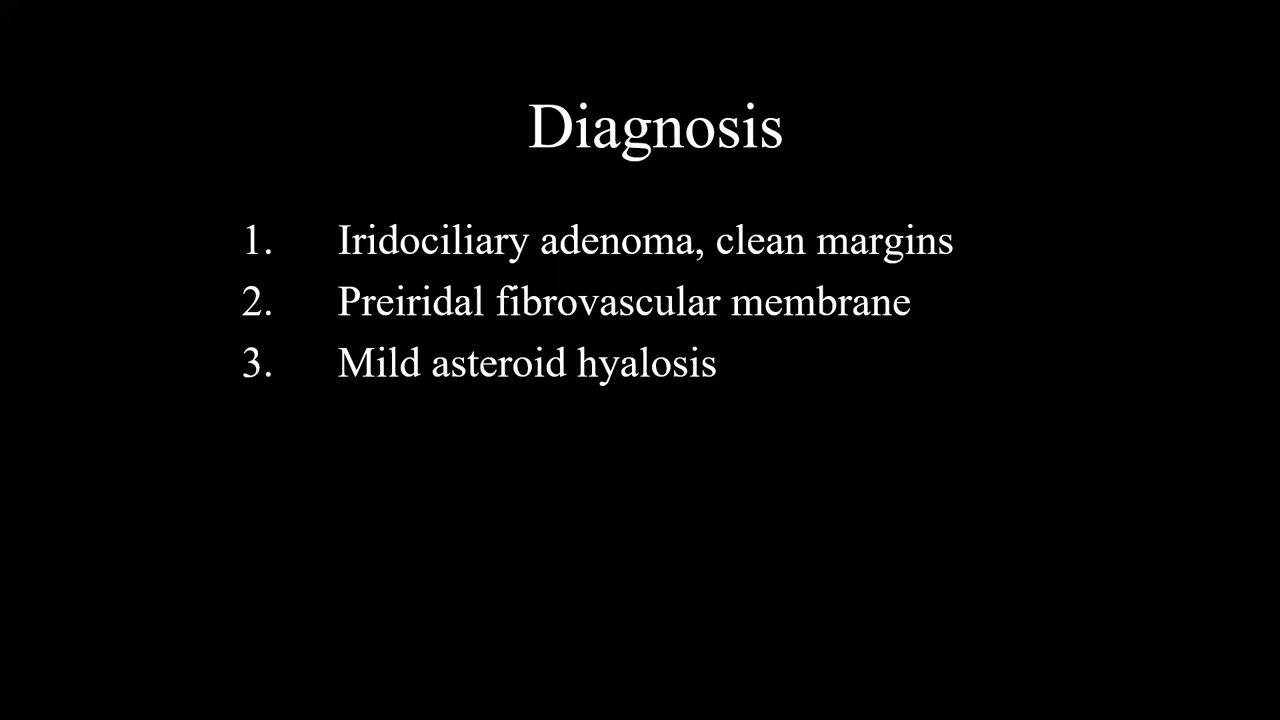 Diagnosis
1. Iridociliary adenoma, clean margins
2. Preiridal fibrovascular membrane
3. Mild asteroid hyalosis